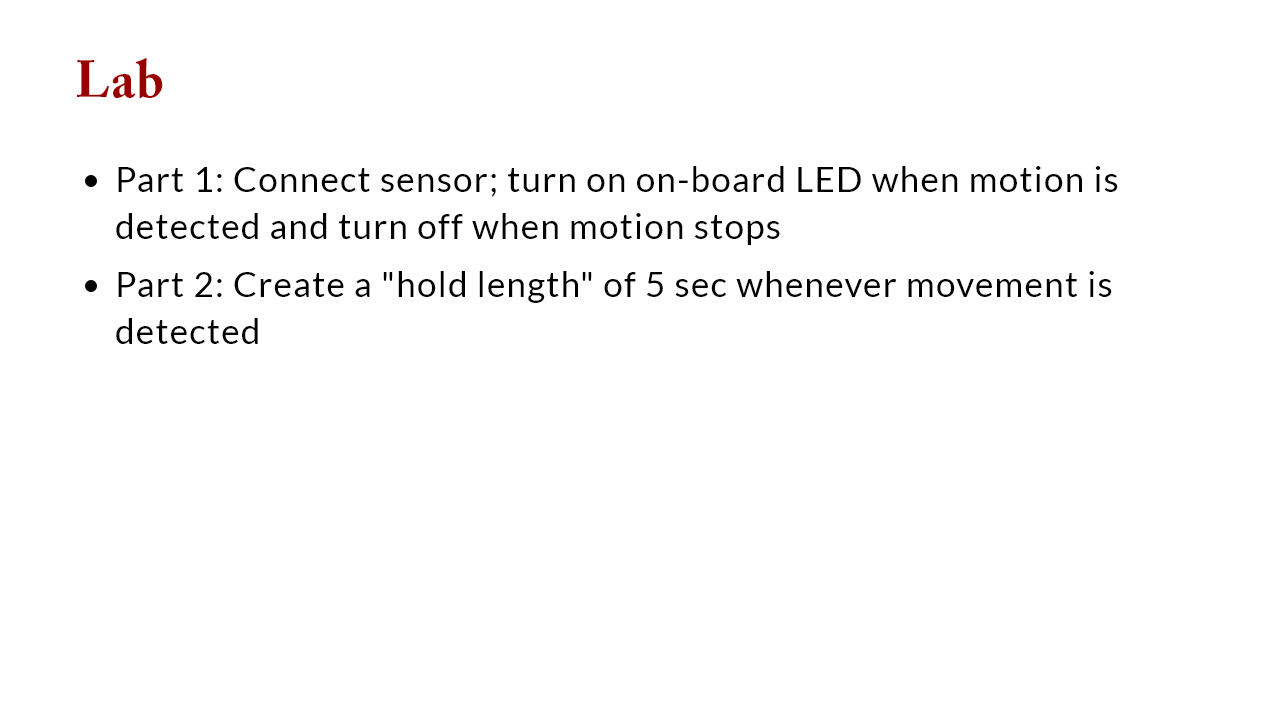 Lab
• Part 1: Connect sensor; turn on on-board LED when motion is
detected and turn off when motion stops
• Part 2: Create a "hold length" of 5 sec whenever movement is
detected